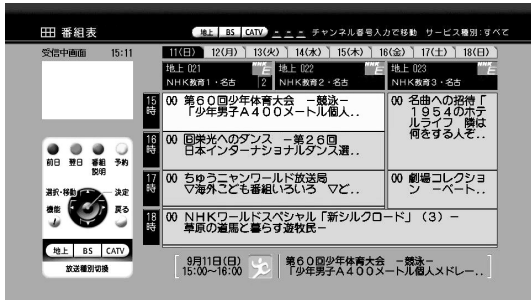 番組表
地上 BS CATV - - - チャンネル番号入力で移動 サービス種別:すべて
受信中画面 15:11
11(日) 12(月) 13(火) 14(水) 15(木) 16(金) 17(土) 18(日)
地上 021 NHK E
NHK教育1・名古 2
地上 022 NHK E
NHK教育2・名古
地上 023 NHK E
NHK教育3・名古
15時
00 第60回少年体育大会 -競泳-
「少年男子A400メートル個人..
00 名曲への招待「
1954のホテ
ルライフ 隣は
何をする人ぞ..
16時
00 回栄光へのダンス -第26回
日本インターナショナルダンス選..
17時
00 ちゅうニャンワールド放送局
▽海外こども番組いろいろ ▽ど..
00 劇場コレクショ
ン -ベート..
18時
00 NHKワールドスペシャル「新シルクロード」(3) -
草原の道馬と暮らす遊牧民-
前日 翌日 番組説明 予約
選択・移動 決定
機能 戻る
地上 BS CATV
放送種別切換
9月11日(日)
15:00~16:00
第60回少年男子体育大会 -競泳-
「少年男子A400メートル個人メドレー..